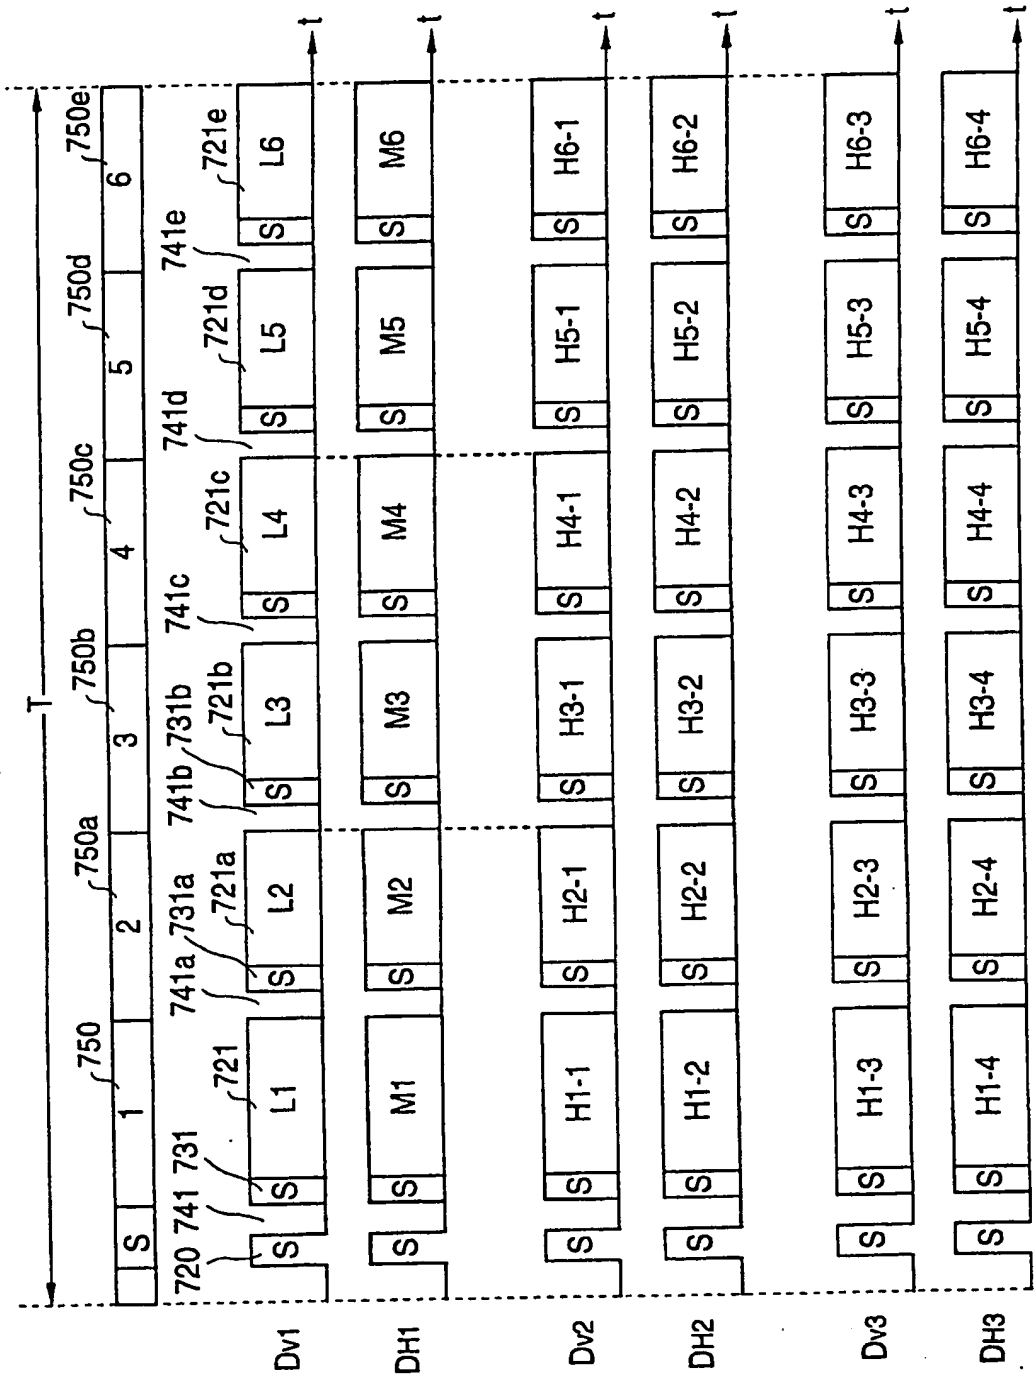 T
750 750a 750b 750c 750d 750e
S 1 2 3 4 5 6
720 741 731 721 741a 731a 721a 741b 731b 721b 741c 721c 741d 721d 741e 721e
Dv1 S S L1 S L2 S L3 S L4 S L5 S L6 t
DH1 S S M1 S M2 S M3 S M4 S M5 S M6 t
Dv2 S S H1-1 S H2-1 S H3-1 S H4-1 S H5-1 S H6-1 t
DH2 S S H1-2 S H2-2 S H3-2 S H4-2 S H5-2 S H6-2 t
Dv3 S S H1-3 S H2-3 S H3-3 S H4-3 S H5-3 S H6-3 t
DH3 S S H1-4 S H2-4 S H3-4 S H4-4 S H5-4 S H6-4 t